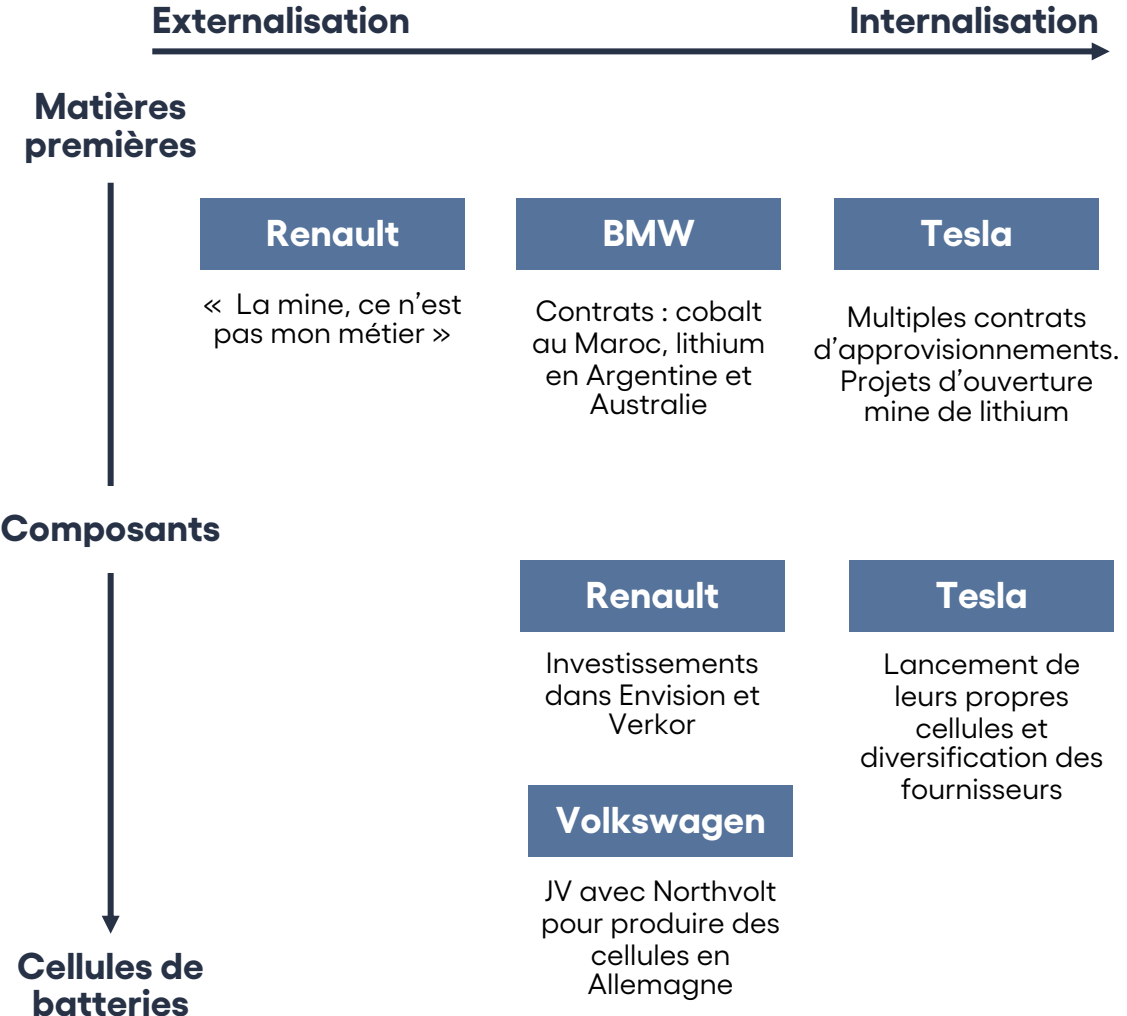 Externalisation
Internalisation
Matières
premières
Renault
« La mine, ce n’est
pas mon métier »
BMW
Contrats : cobalt
au Maroc, lithium
en Argentine et
Australie
Tesla
Multiples contrats
d’approvisionnements.
Projets d’ouverture
mine de lithium
Composants
Renault
Investissements
dans Envision et
Verkor
Tesla
Lancement de
leurs propres
cellules et
diversification des
fournisseurs
Volkswagen
JV avec Northvolt
pour produire des
cellules en
Allemagne
Cellules de
batteries